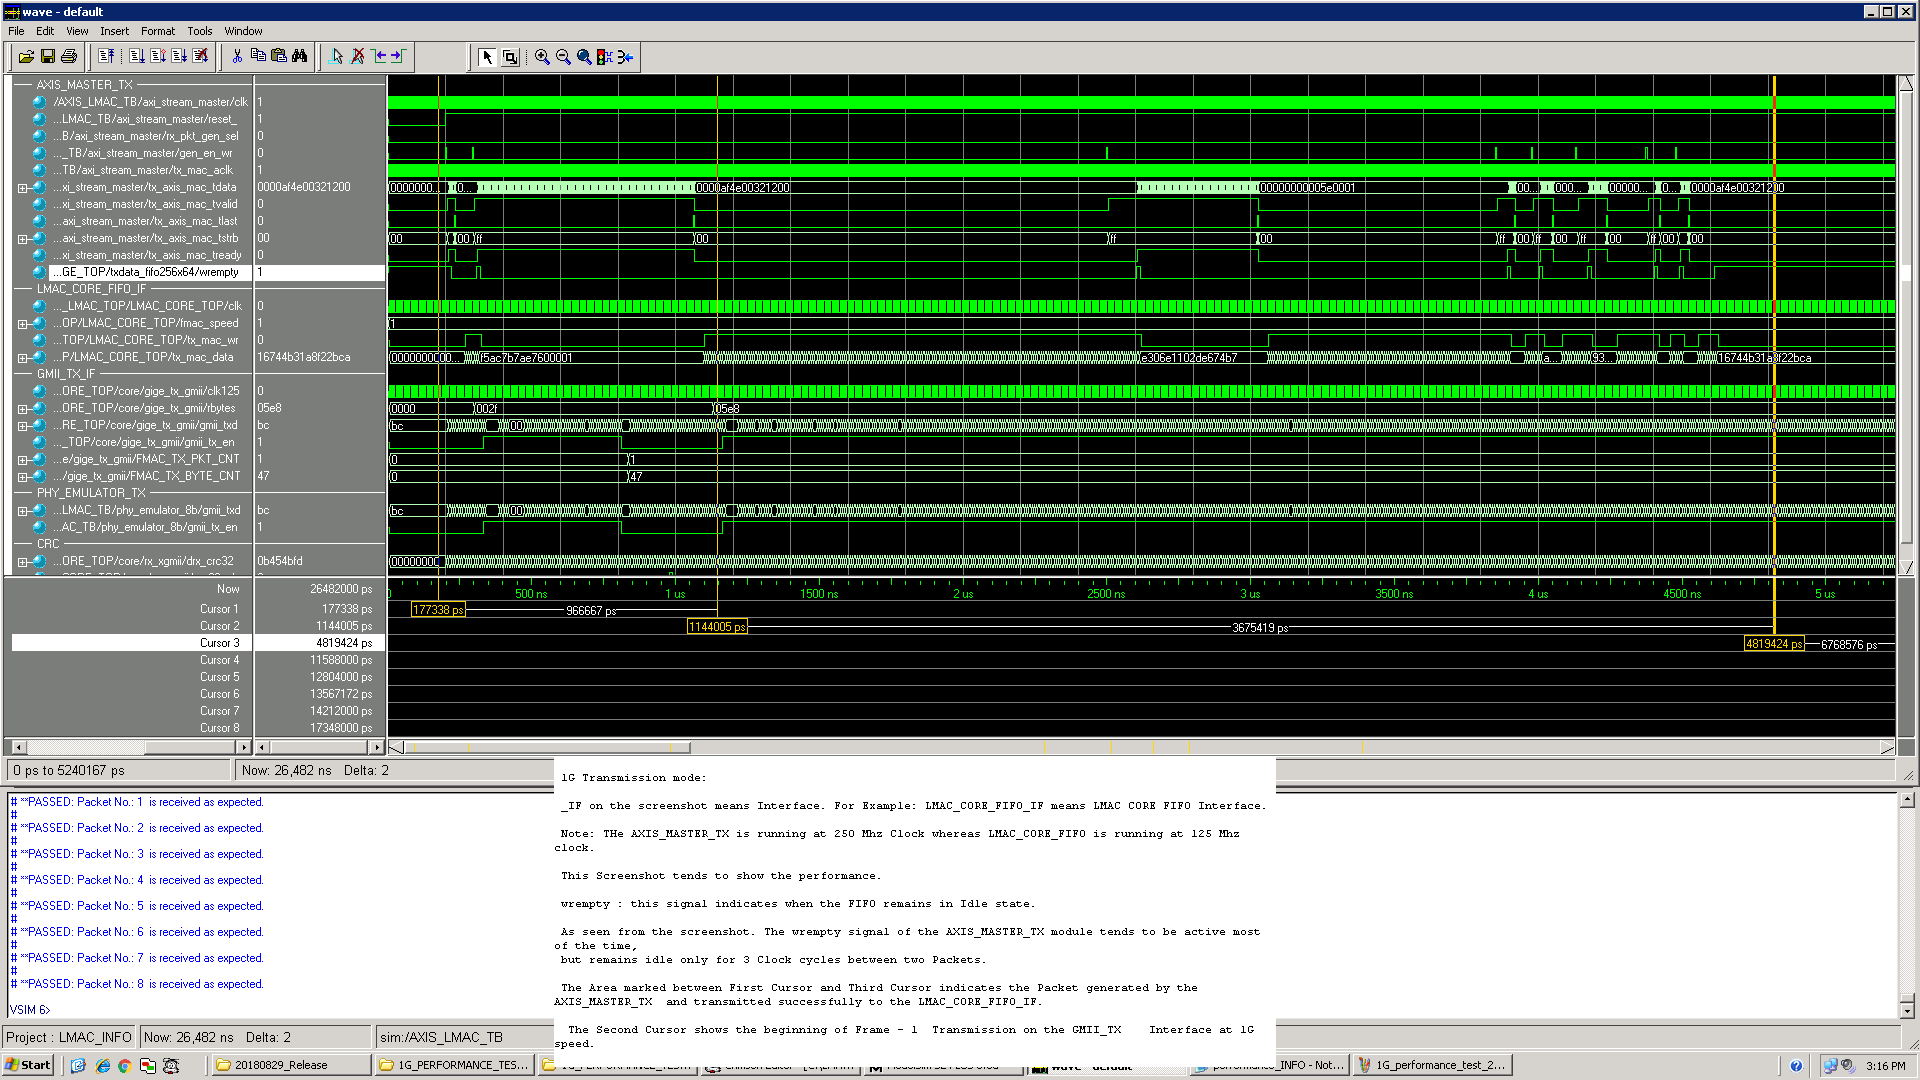 wave - default
File Edit View Insert Format Tools Window
AXIS_MASTER_TX
/AXIS_LMAC_TB/axi_stream_master/clk 1
...LMAC_TB/axi_stream_master/reset_ 1
...B/axi_stream_master/rx_pkt_gen_sel 0
..._TB/axi_stream_master/gen_en_wr 0
...TB/axi_stream_master/tx_mac_aclk 1
...xi_stream_master/tx_axis_mac_tdata 0000af4e00321200 0000000... 0... 0000af4e00321200 00000000005e0001 00... 000... 00000... 0... 0000af4e00321200
...xi_stream_master/tx_axis_mac_tvalid 0
...axi_stream_master/tx_axis_mac_tlast 0
...axi_stream_master/tx_axis_mac_tstrb 00 00 00 ff 00 ff 00 ff 00 ff 00 ff 00 ff 00 00
...xi_stream_master/tx_axis_mac_tready 0
...GE_TOP/txdata_fifo256x64/wrempty 1
LMAC_CORE_FIFO_IF
..._LMAC_TOP/LMAC_CORE_TOP/clk 0
...OP/LMAC_CORE_TOP/fmac_speed 1 1
...TOP/LMAC_CORE_TOP/tx_mac_wr 0
...P/LMAC_CORE_TOP/tx_mac_data 16744b31a8f22bca 0000000000... f5ac7b7ae7600001 e306e1102de674b7 a... 93... 16744b31a8f22bca
GMII_TX_IF
...ORE_TOP/core/gige_tx_gmii/clk125 0
...ORE_TOP/core/gige_tx_gmii/rbytes 05e8 0000 002f 05e8
...RE_TOP/core/gige_tx_gmii/gmii_txd bc bc 00
..._TOP/core/gige_tx_gmii/gmii_tx_en 1
...e/gige_tx_gmii/FMAC_TX_PKT_CNT 1 0 1
.../gige_tx_gmii/FMAC_TX_BYTE_CNT 47 0 47
PHY_EMULATOR_TX
...LMAC_TB/phy_emulator_8b/gmii_txd bc bc 00
...AC_TB/phy_emulator_8b/gmii_tx_en 1
CRC
...ORE_TOP/core/rx_xgmii/drx_crc32 0b454bfd 00000000
Now 26482000 ps 500 ns 1 us 1500 ns 2 us 2500 ns 3 us 3500 ns 4 us 4500 ns 5 us
Cursor 1 177338 ps 177338 ps 966667 ps
Cursor 2 1144005 ps 1144005 ps 3675419 ps
Cursor 3 4819424 ps 4819424 ps 6768576 ps
Cursor 4 11588000 ps
Cursor 5 12804000 ps
Cursor 6 13567172 ps
Cursor 7 14212000 ps
Cursor 8 17348000 ps
0 ps to 5240167 ps Now: 26,482 ns Delta: 2
# **PASSED: Packet No.: 1 is received as expected.
#
# **PASSED: Packet No.: 2 is received as expected.
#
# **PASSED: Packet No.: 3 is received as expected.
#
# **PASSED: Packet No.: 4 is received as expected.
#
# **PASSED: Packet No.: 5 is received as expected.
#
# **PASSED: Packet No.: 6 is received as expected.
#
# **PASSED: Packet No.: 7 is received as expected.
#
# **PASSED: Packet No.: 8 is received as expected.
VSIM 6>
1G Transmission mode:
_IF on the screenshot means Interface. For Example: LMAC_CORE_FIFO_IF means LMAC CORE FIFO Interface.
Note: THe AXIS_MASTER_TX is running at 250 Mhz Clock whereas LMAC_CORE_FIFO is running at 125 Mhz
clock.
This Screenshot tends to show the performance.
wrempty : this signal indicates when the FIFO remains in Idle state.
As seen from the screenshot. The wrempty signal of the AXIS_MASTER_TX module tends to be active most
of the time,
but remains idle only for 3 Clock cycles between two Packets.
The Area marked between First Cursor and Third Cursor indicates the Packet generated by the
AXIS_MASTER_TX and transmitted successfully to the LMAC_CORE_FIFO_IF.
The Second Cursor shows the beginning of Frame - 1 Transmission on the GMII_TX Interface at 1G
speed.
Project : LMAC_INFO Now: 26,482 ns Delta: 2 sim:/AXIS_LMAC_TB
Start 20180829_Release 1G_PERFORMANCE_TES... performance_INFO - Not... 1G_performance_test_2... 3:16 PM